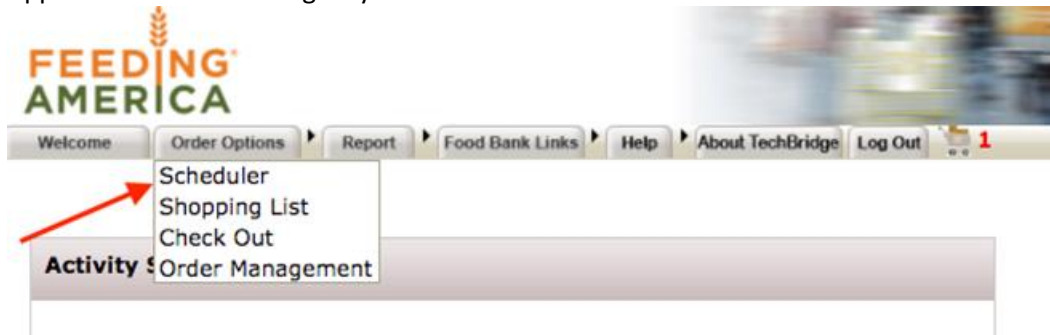 FEEDING
AMERICA
Welcome Order Options Report Food Bank Links Help About TechBridge Log Out 1
Scheduler
Shopping List
Check Out
Order Management
Activity